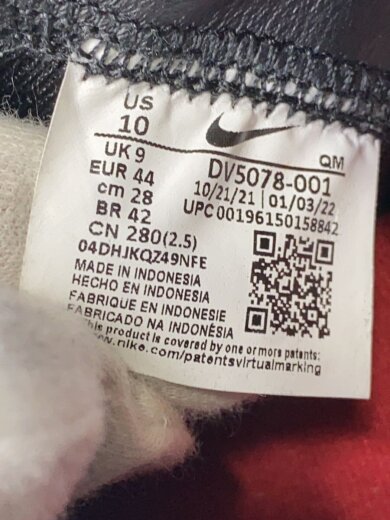 US
10
UK 9
EUR 44
cm 28
BR 42
CN 280(2.5)
04DHJKQZ49NFE
QM
DV5078-001
10/21/21 | 01/03/22
UPC 00196150158842
MADE IN INDONESIA
HECHO EN INDONESIA
FABRIQUE EN INDONESIE
FABRICADO NA INDONÉSIA
This product is covered by one or more patents:
www.nike.com/patentsvirtualmarking